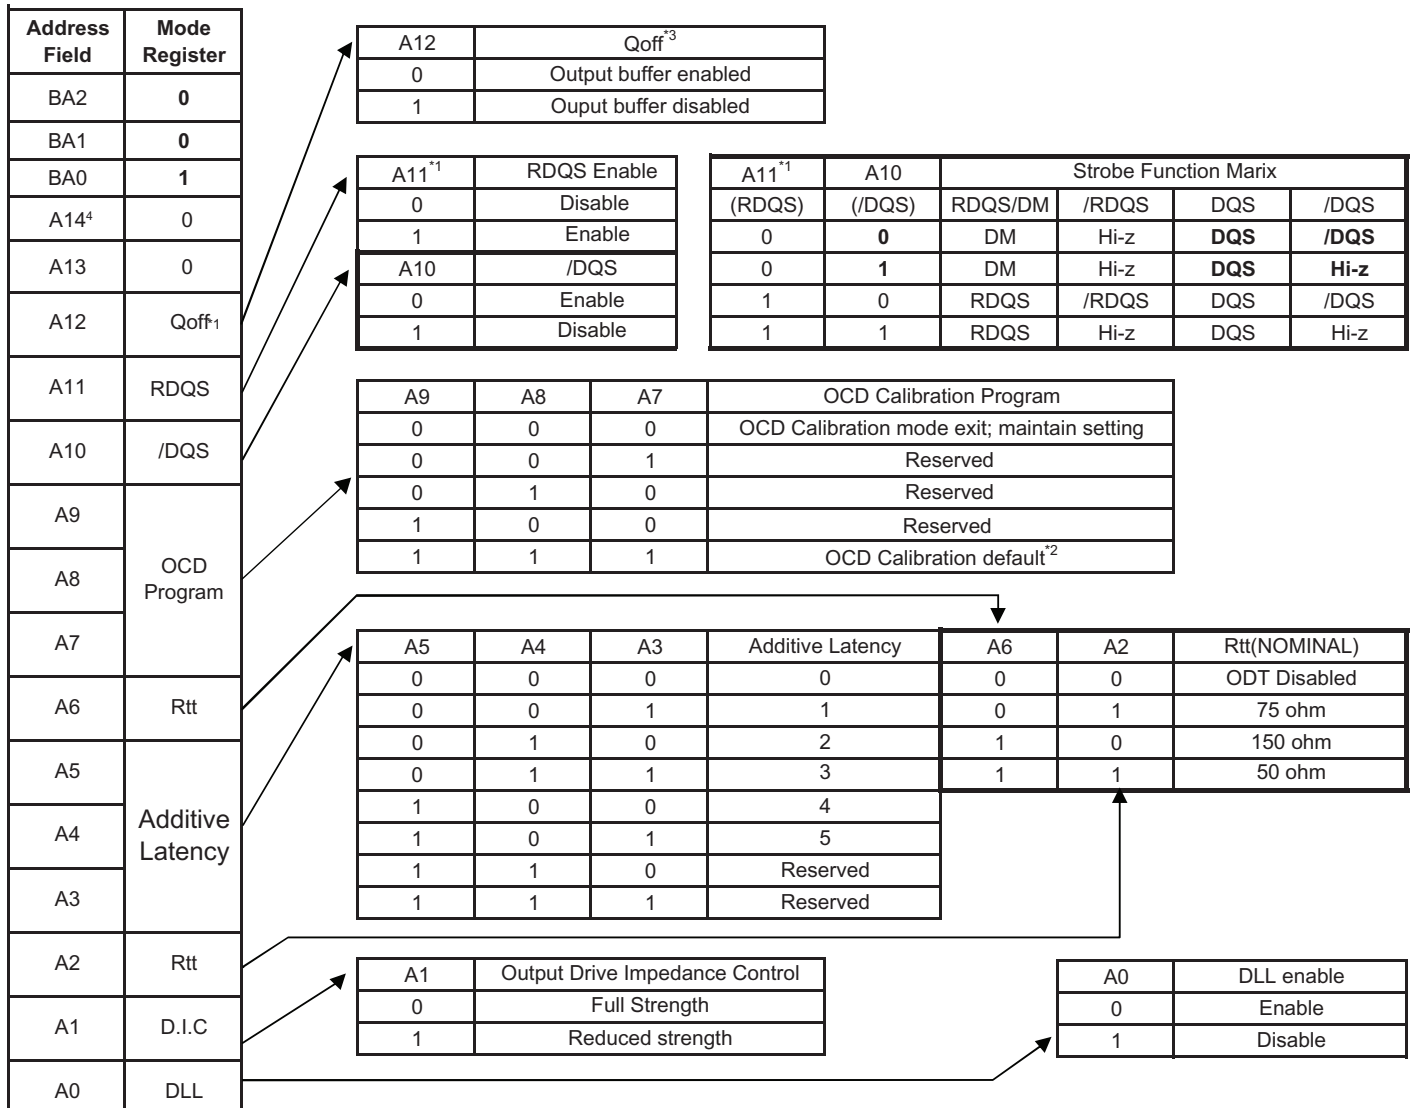 Address Field Mode Register
BA2 0
BA1 0
BA0 1
A14⁴ 0
A13 0
A12 Qoff*1
A11 RDQS
A10 /DQS
A9
A8
A7
OCD Program
A6 Rtt
A5
A4
A3
Additive Latency
A2 Rtt
A1 D.I.C
A0 DLL
A12 Qoff*3
0 Output buffer enabled
1 Ouput buffer disabled
A11*1 RDQS Enable
0 Disable
1 Enable
A10 /DQS
0 Enable
1 Disable
A11*1 A10 Strobe Function Marix
(RDQS) (/DQS) RDQS/DM /RDQS DQS /DQS
0 0 DM Hi-z DQS /DQS
0 1 DM Hi-z DQS Hi-z
1 0 RDQS /RDQS DQS /DQS
1 1 RDQS Hi-z DQS Hi-z
A9 A8 A7 OCD Calibration Program
0 0 0 OCD Calibration mode exit; maintain setting
0 0 1 Reserved
0 1 0 Reserved
1 0 0 Reserved
1 1 1 OCD Calibration default*2
A5 A4 A3 Additive Latency
0 0 0 0
0 0 1 1
0 1 0 2
0 1 1 3
1 0 0 4
1 0 1 5
1 1 0 Reserved
1 1 1 Reserved
A6 A2 Rtt(NOMINAL)
0 0 ODT Disabled
0 1 75 ohm
1 0 150 ohm
1 1 50 ohm
A1 Output Drive Impedance Control
0 Full Strength
1 Reduced strength
A0 DLL enable
0 Enable
1 Disable